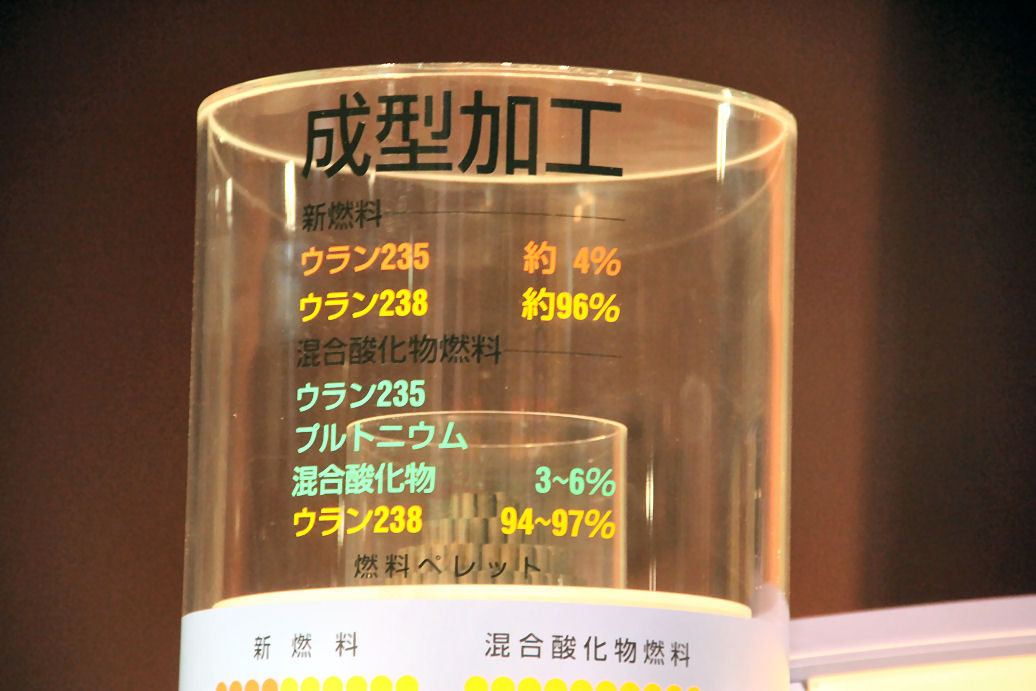 成型加工
新燃料
ウラン235 約 4%
ウラン238 約96%
混合酸化物燃料
ウラン235
プルトニウム
混合酸化物 3~6%
ウラン238 94~97%
燃料ペレット
新燃料 混合酸化物燃料